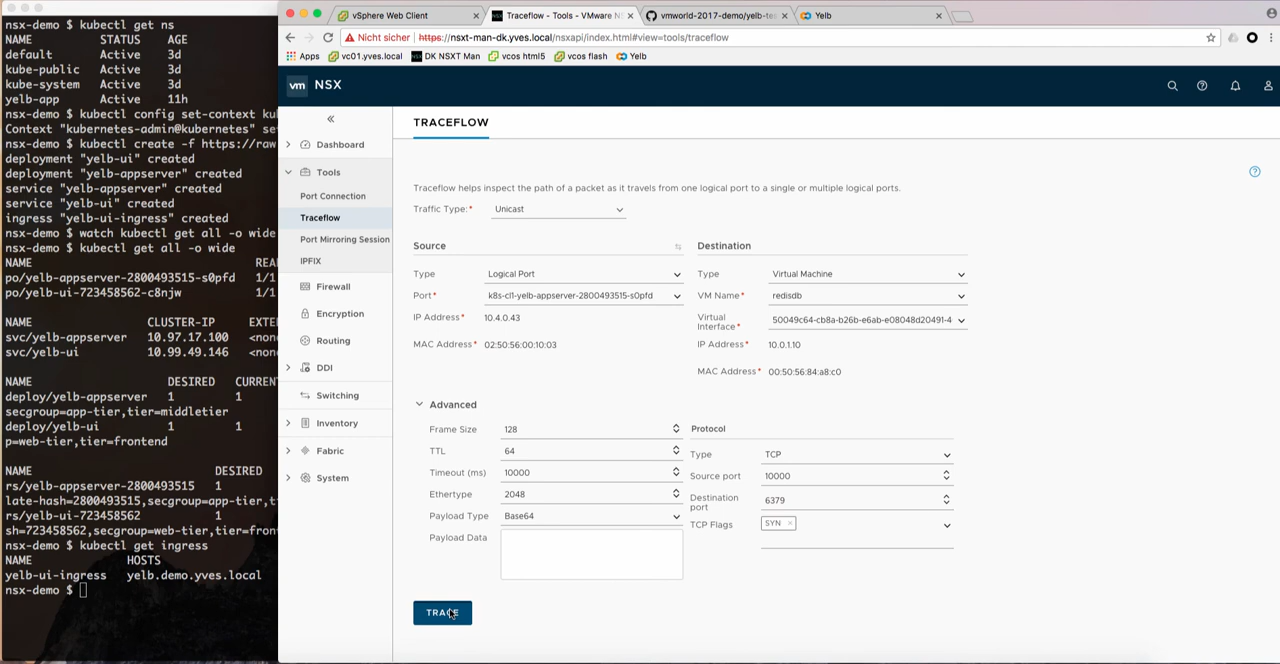 nsx-demo $ kubectl get ns
NAME STATUS AGE
default Active 3d
kube-public Active 3d
kube-system Active 3d
yelb-app Active 11h
nsx-demo $ kubectl config set-context ku
Context "kubernetes-admin@kubernetes" se
nsx-demo $ kubectl create -f https://raw
deployment "yelb-ui" created
deployment "yelb-appserver" created
service "yelb-appserver" created
service "yelb-ui" created
ingress "yelb-ui-ingress" created
nsx-demo $ watch kubectl get all -o wide
nsx-demo $ kubectl get all -o wide
NAME REA
po/yelb-appserver-2800493515-s0pfd 1/1
po/yelb-ui-723458562-c8njw 1/1
NAME CLUSTER-IP EXTE
svc/yelb-appserver 10.97.17.100 <non
svc/yelb-ui 10.99.49.146 <non
NAME DESIRED CURREN
deploy/yelb-appserver 1 1
secgroup=app-tier,tier=middletier
deploy/yelb-ui 1 1
p=web-tier,tier=frontend
NAME DESIRED
rs/yelb-appserver-2800493515 1
late-hash=2800493515,secgroup=app-tier,t
rs/yelb-ui-723458562 1
sh=723458562,secgroup=web-tier,tier=fron
nsx-demo $ kubectl get ingress
NAME HOSTS
yelb-ui-ingress yelb.demo.yves.local
nsx-demo $
vSphere Web Client
Traceflow - Tools - VMware N
vmworld-2017-demo/yelb-te
Yelb
Nicht sicher https://nsxt-man-dk.yves.local/nsxapi/index.html#view=tools/traceflow
Apps vc01.yves.local DK NSXT Man vcos html5 vcos flash Yelb
vm NSX
Dashboard
Tools
Port Connection
Traceflow
Port Mirroring Session
IPFIX
Firewall
Encryption
Routing
DDI
Switching
Inventory
Fabric
System
TRACEFLOW
Traceflow helps inspect the path of a packet as it travels from one logical port to a single or multiple logical ports.
Traffic Type:* Unicast
Source
Type Logical Port
Port* k8s-cl1-yelb-appserver-2800493515-s0pfd
IP Address* 10.4.0.43
MAC Address* 02:50:56:00:10:03
Destination
Type Virtual Machine
VM Name* redisdb
Virtual Interface* 50049c64-cb8a-b26b-e6ab-e08048d20491-4
IP Address* 10.0.1.10
MAC Address* 00:50:56:84:a8:c0
Advanced
Frame Size 128
TTL 64
Timeout (ms) 10000
Ethertype 2048
Payload Type Base64
Payload Data
Protocol
Type TCP
Source port 10000
Destination port 6379
TCP Flags SYN ×
TRACE